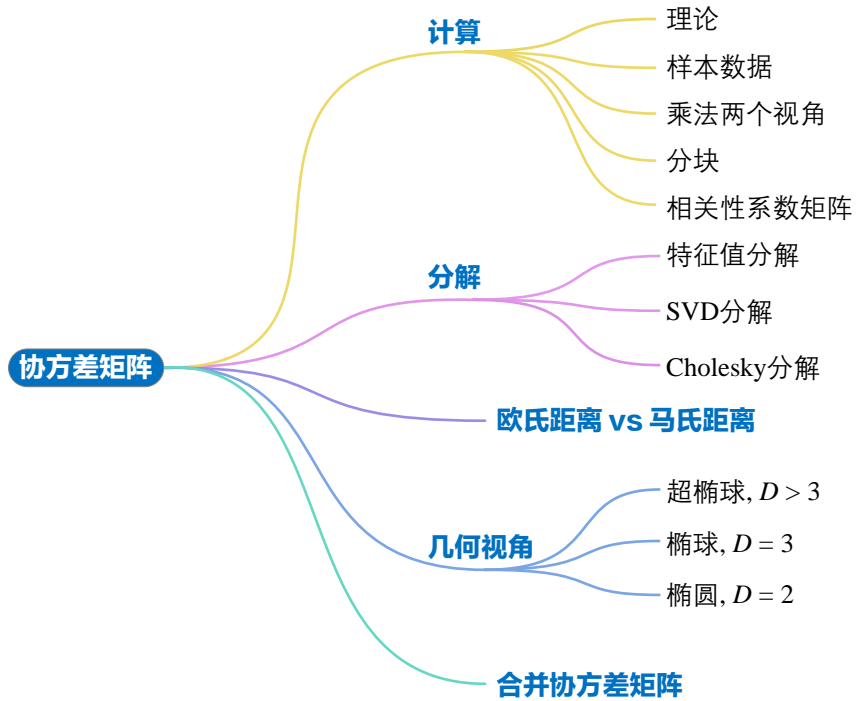 协方差矩阵
计算
理论
样本数据
乘法两个视角
分块
相关性系数矩阵
分解
特征值分解
SVD分解
Cholesky分解
欧氏距离 vs 马氏距离
几何视角
超椭球, D > 3
椭球, D = 3
椭圆, D = 2
合并协方差矩阵